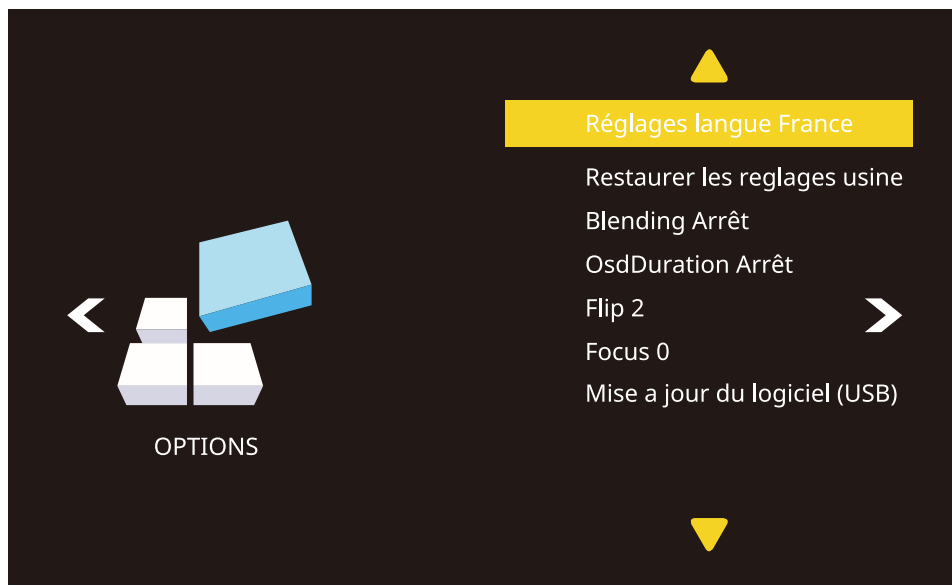 Réglages langue France
Restaurer les reglages usine
Blending Arrêt
OsdDuration Arrêt
Flip 2
Focus 0
Mise a jour du logiciel (USB)
OPTIONS